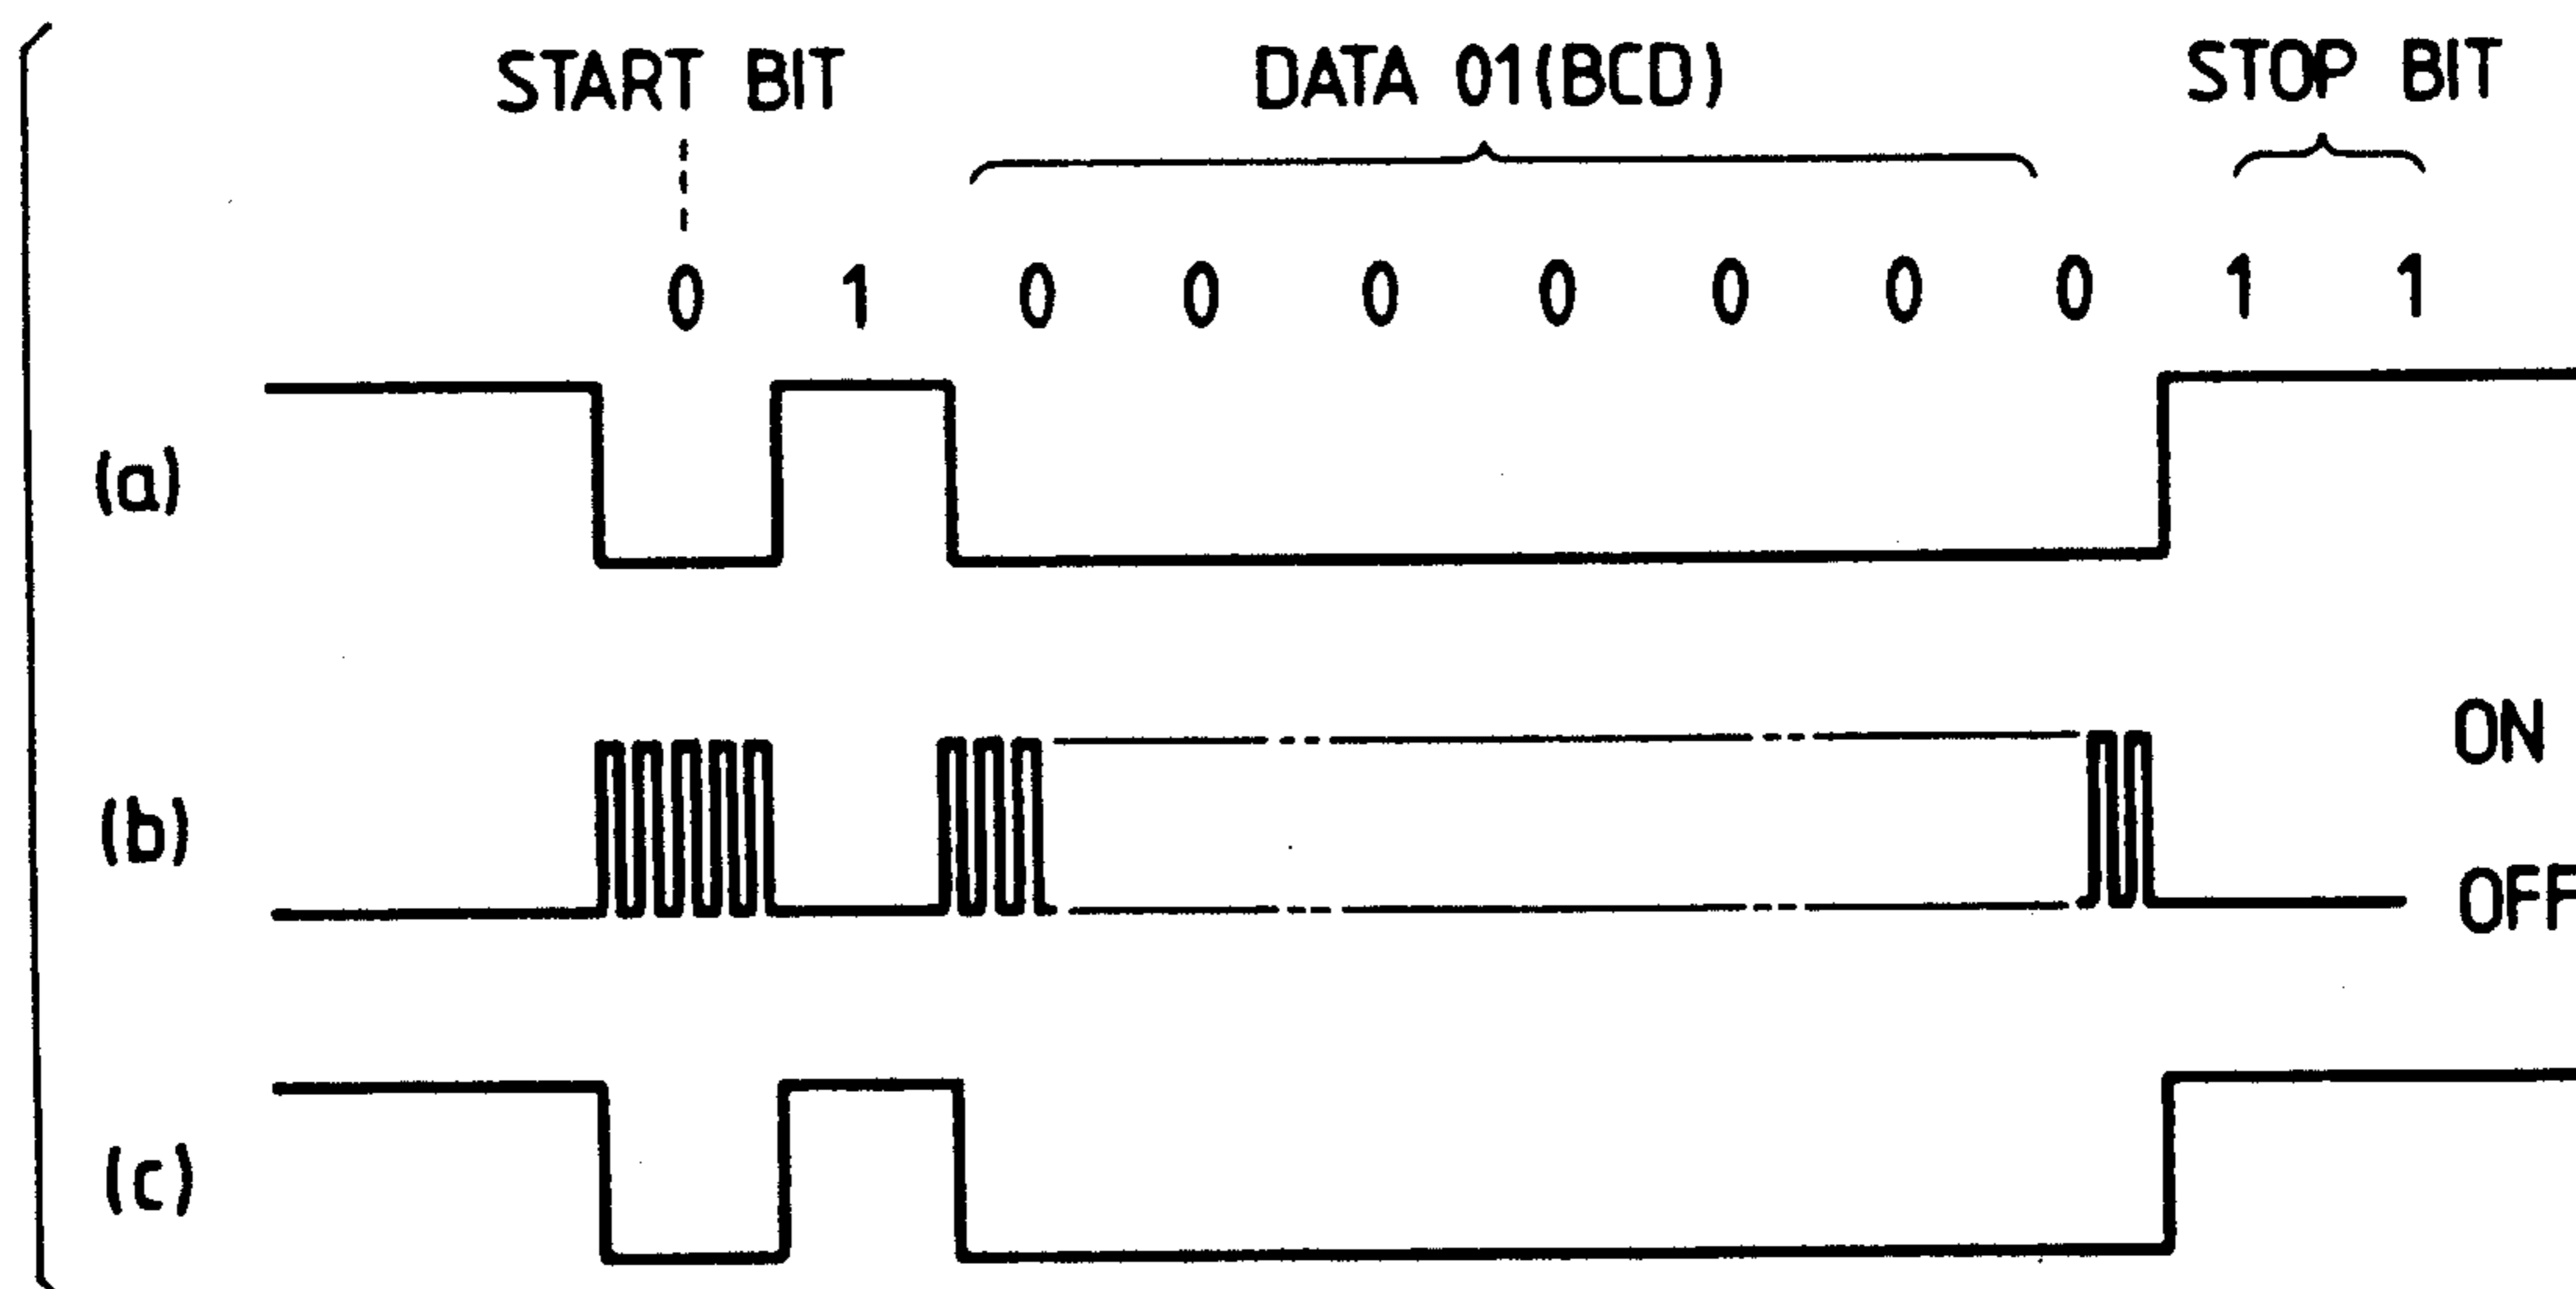 START BIT DATA 01(BCD) STOP BIT
0 1 0 0 0 0 0 0 0 1 1
(a)
ON
(b)
OFF
(c)